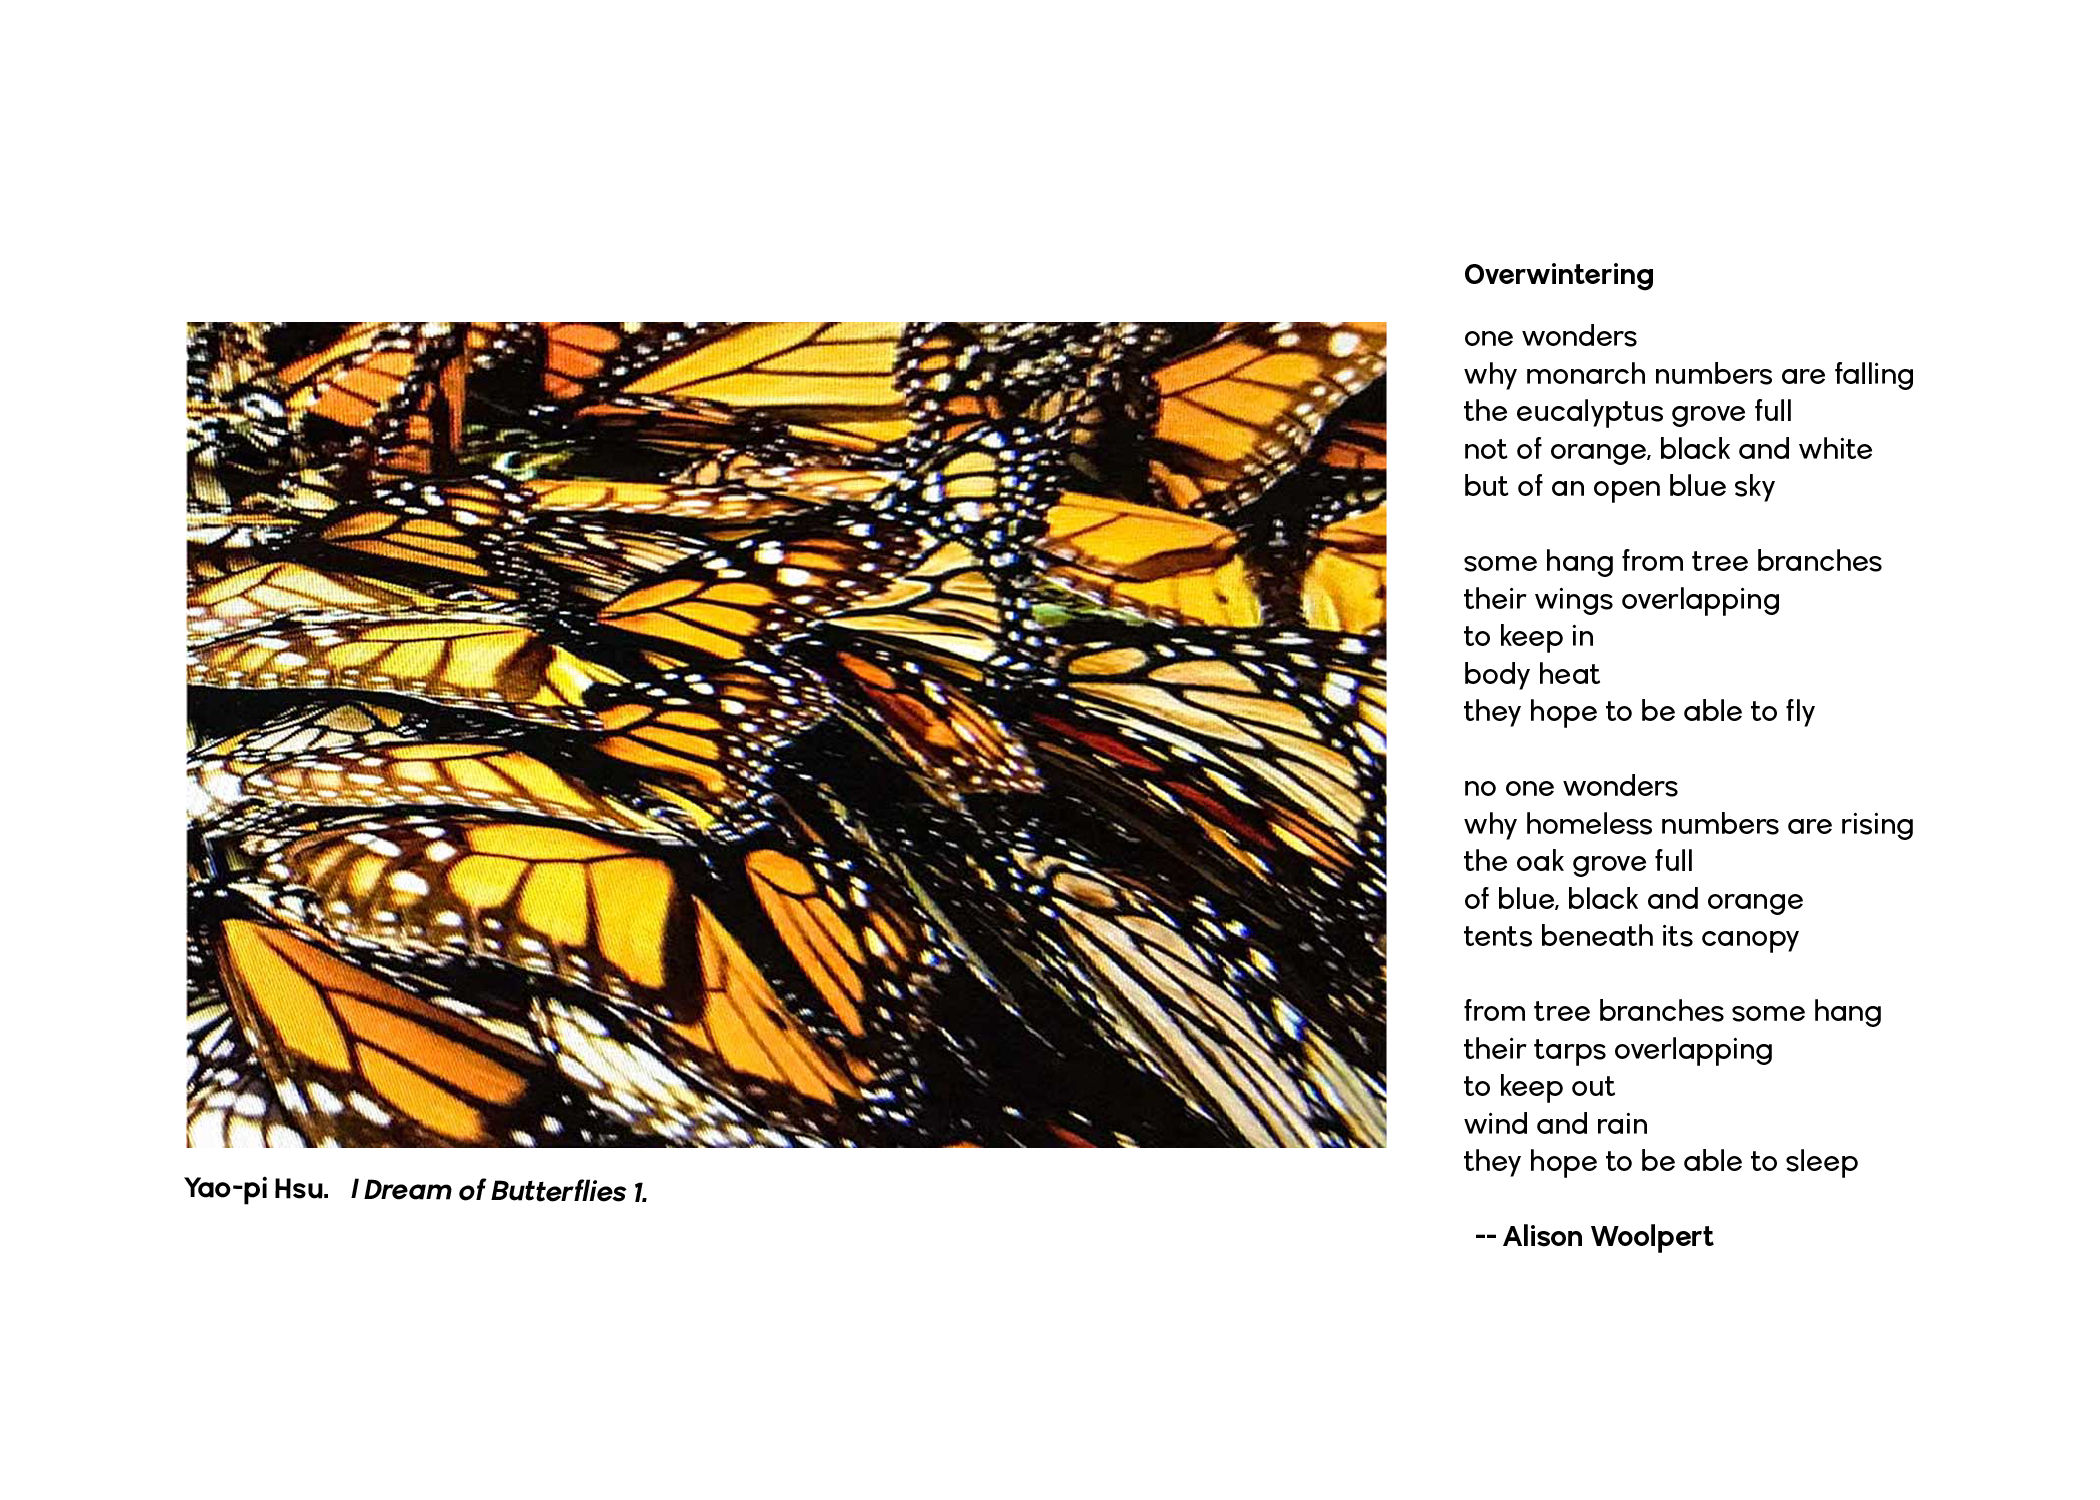 Overwintering
one wonders
why monarch numbers are falling
the eucalyptus grove full
not of orange, black and white
but of an open blue sky
some hang from tree branches
their wings overlapping
to keep in
body heat
they hope to be able to fly
no one wonders
why homeless numbers are rising
the oak grove full
of blue, black and orange
tents beneath its canopy
from tree branches some hang
their tarps overlapping
to keep out
wind and rain
they hope to be able to sleep
-- Alison Woolpert
Yao-pi Hsu. I Dream of Butterflies 1.